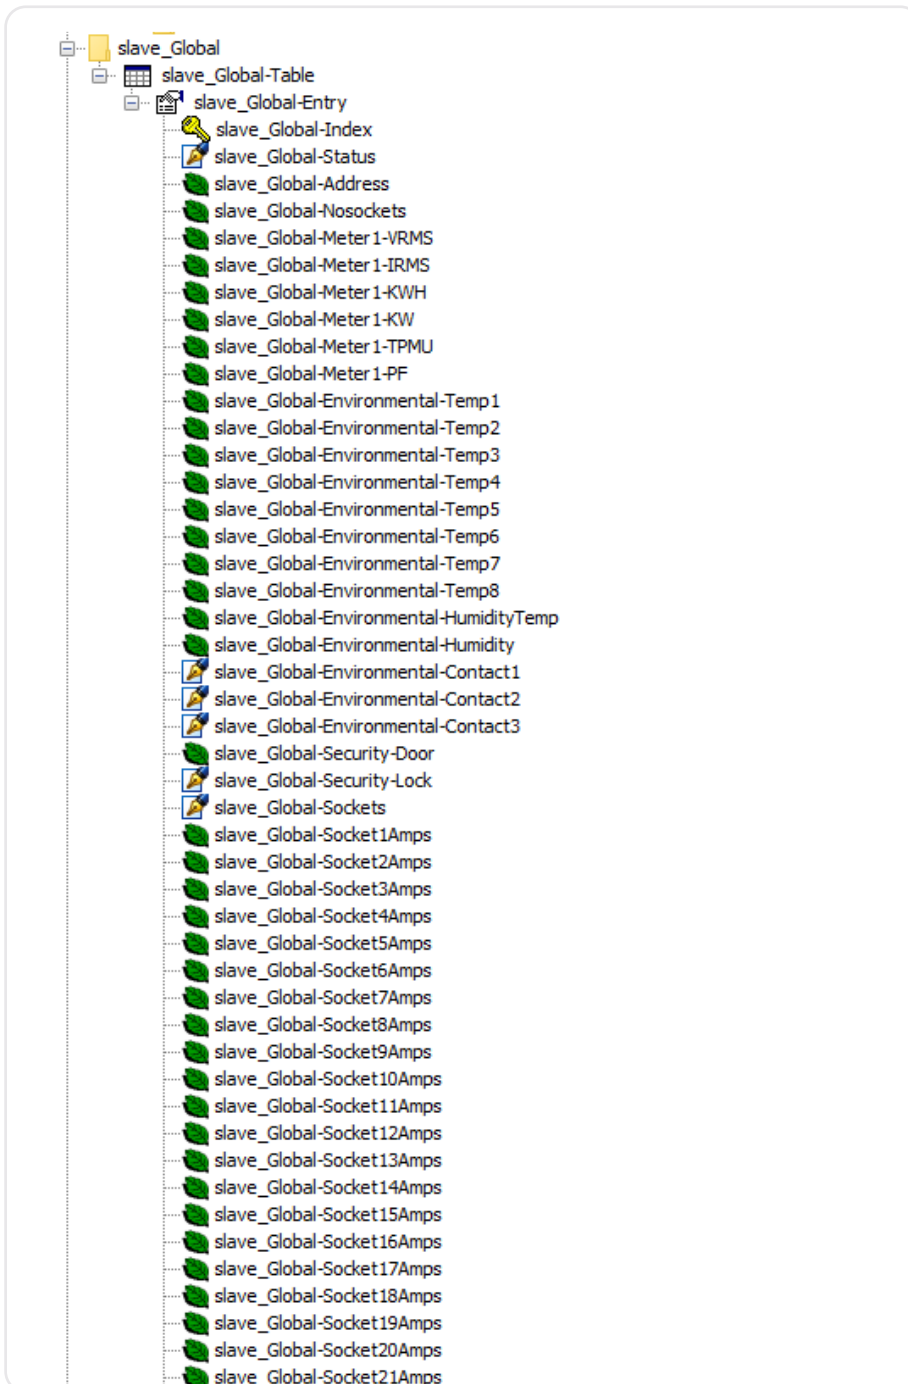 slave_Global
slave_Global-Table
slave_Global-Entry
slave_Global-Index
slave_Global-Status
slave_Global-Address
slave_Global-Nosockets
slave_Global-Meter1-VRMS
slave_Global-Meter1-IRMS
slave_Global-Meter1-KWH
slave_Global-Meter1-KW
slave_Global-Meter1-TPMU
slave_Global-Meter1-PF
slave_Global-Environmental-Temp1
slave_Global-Environmental-Temp2
slave_Global-Environmental-Temp3
slave_Global-Environmental-Temp4
slave_Global-Environmental-Temp5
slave_Global-Environmental-Temp6
slave_Global-Environmental-Temp7
slave_Global-Environmental-Temp8
slave_Global-Environmental-HumidityTemp
slave_Global-Environmental-Humidity
slave_Global-Environmental-Contact1
slave_Global-Environmental-Contact2
slave_Global-Environmental-Contact3
slave_Global-Security-Door
slave_Global-Security-Lock
slave_Global-Sockets
slave_Global-Socket1Amps
slave_Global-Socket2Amps
slave_Global-Socket3Amps
slave_Global-Socket4Amps
slave_Global-Socket5Amps
slave_Global-Socket6Amps
slave_Global-Socket7Amps
slave_Global-Socket8Amps
slave_Global-Socket9Amps
slave_Global-Socket10Amps
slave_Global-Socket11Amps
slave_Global-Socket12Amps
slave_Global-Socket13Amps
slave_Global-Socket14Amps
slave_Global-Socket15Amps
slave_Global-Socket16Amps
slave_Global-Socket17Amps
slave_Global-Socket18Amps
slave_Global-Socket19Amps
slave_Global-Socket20Amps
slave_Global-Socket21Amps